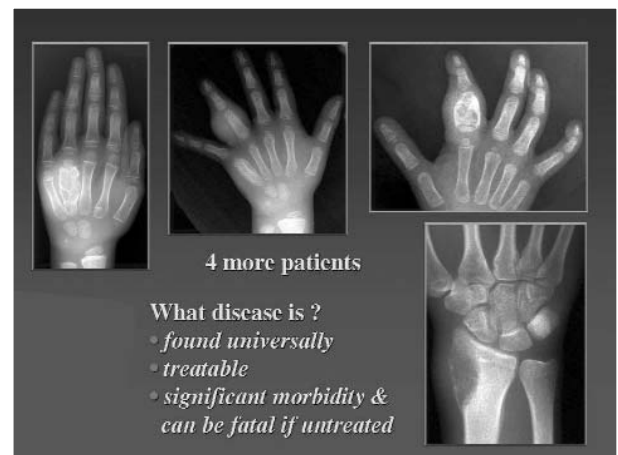 4 more patients
What disease is ?
• found universally
• treatable
• significant morbidity &
can be fatal if untreated